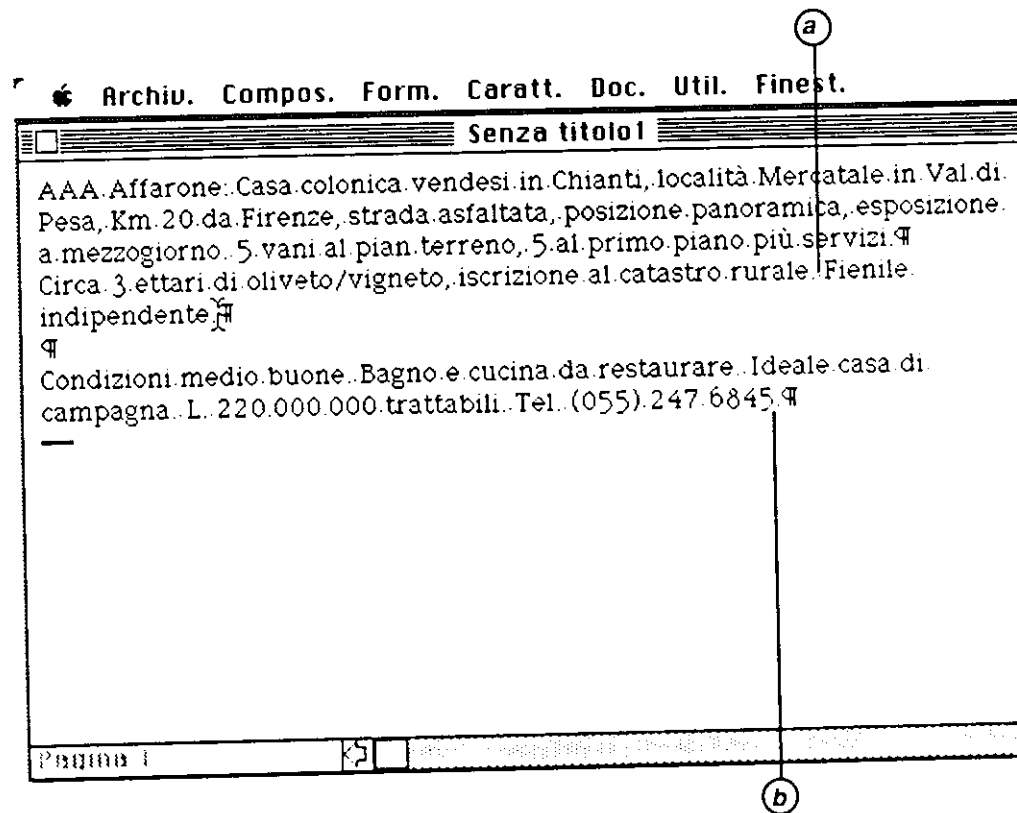 a
Archiv. Compos. Form. Caratt. Doc. Util. Finest.
Senza titolo1
AAA Affarone: Casa colonica vendesi in Chianti, località Mercatale in Val di
Pesa, Km 20 da Firenze, strada asfaltata, posizione panoramica, esposizione
a mezzogiorno. 5 vani al pian terreno, 5 al primo piano più servizi.¶
Circa 3 ettari di oliveto/vigneto, iscrizione al catastro rurale. Fienile
indipendente.¶
¶
Condizioni medio buone. Bagno e cucina da restaurare. Ideale casa di
campagna. L. 220.000.000 trattabili. Tel. (055) 247 6845.¶
Pagina 1
b